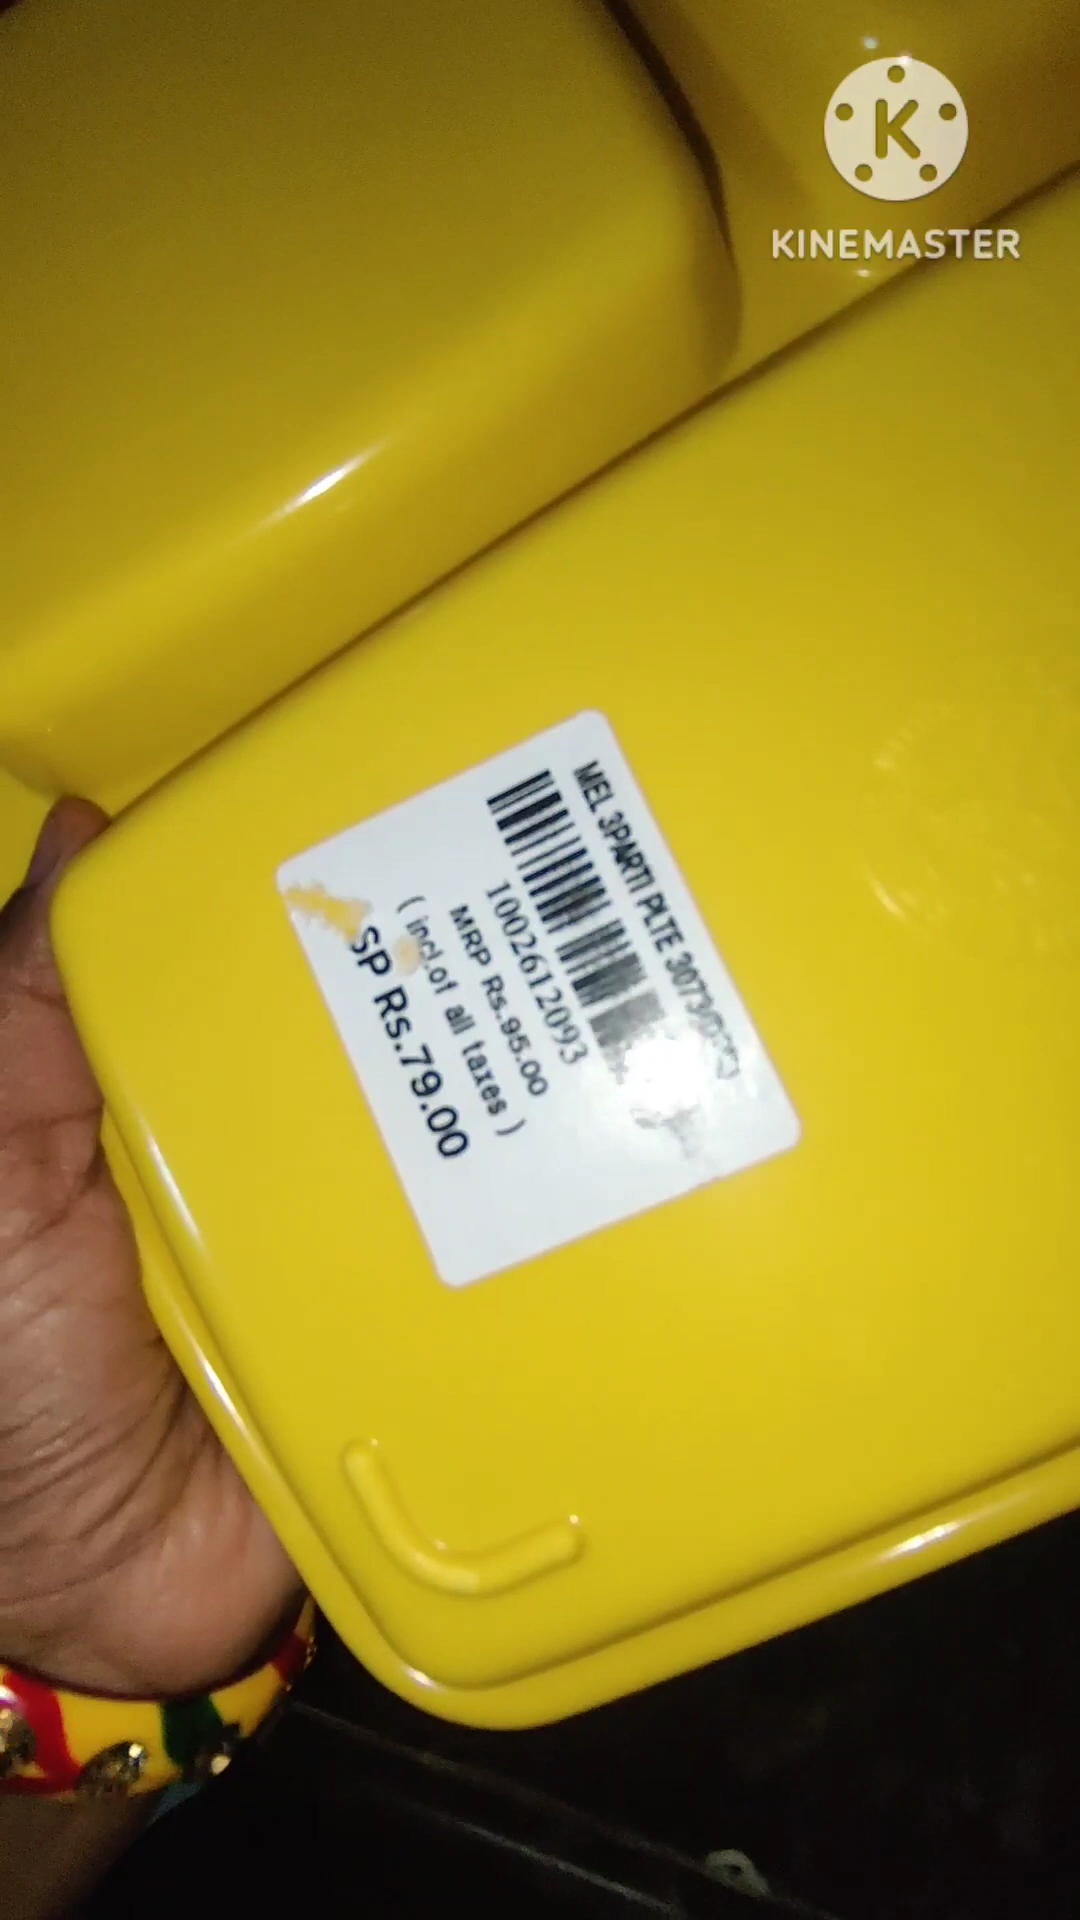 K
KINEMASTER
MEL 3PARTI PLTE
1002612093
MRP Rs.95.00
( incl.of all taxes )
SP Rs.79.00